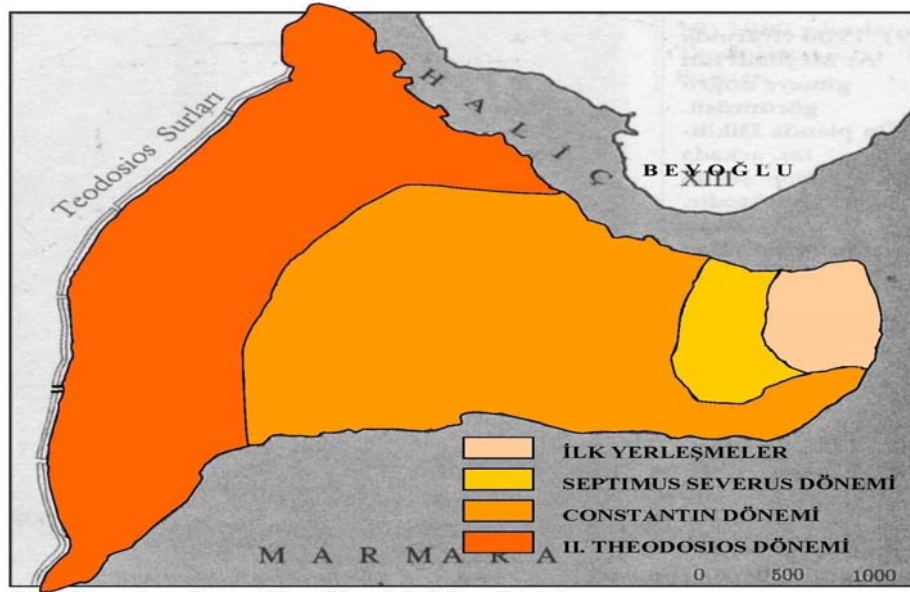 Teodosios Surları
HALİÇ
BEYOĞLU
XIII
İLK YERLEŞMELER
SEPTIMUS SEVERUS DÖNEMİ
CONSTANTIN DÖNEMİ
II. THEODOSIOS DÖNEMİ
MARMARA
0 500 1000